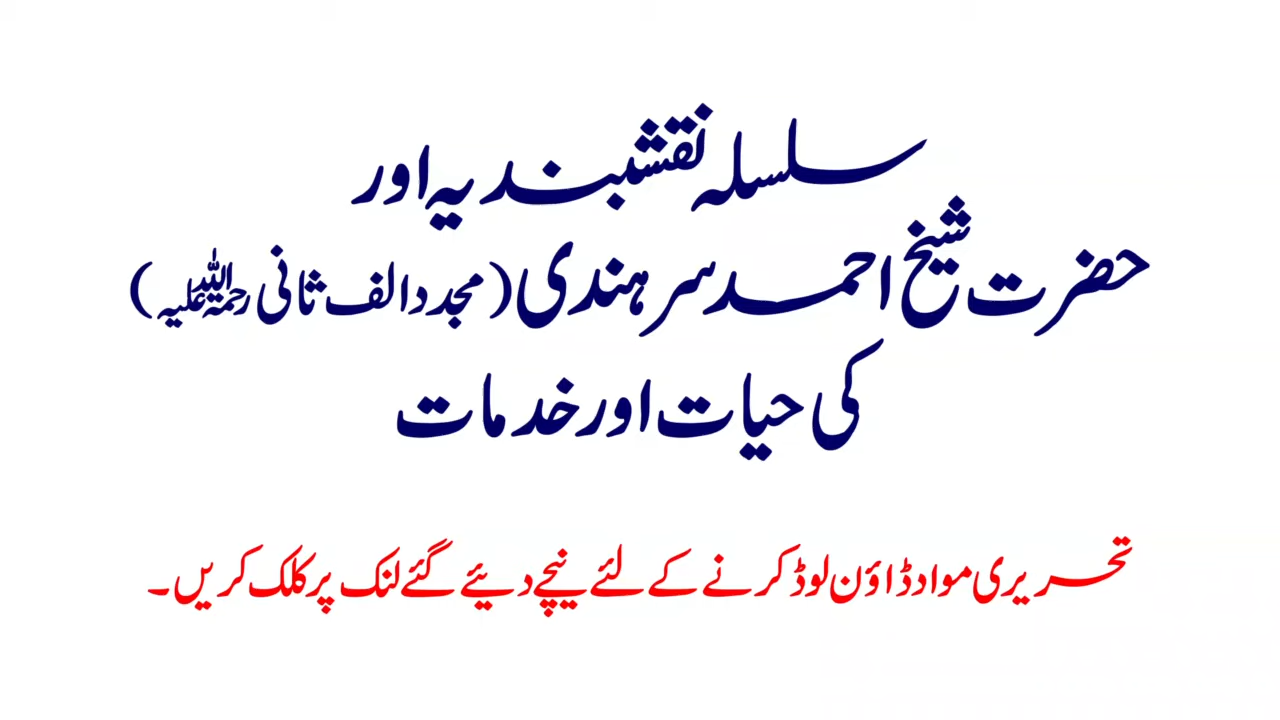 سلسلہ نقشبندیہ اور
حضرت شیخ احمد سرہندی (مجدد الف ثانی رحمۃ اللہ علیہ)
کی حیات اور خدمات
تحریری مواد ڈاؤن لوڈ کرنے کے لئے نیچے دئیے گئے لنک پر کلک کریں۔